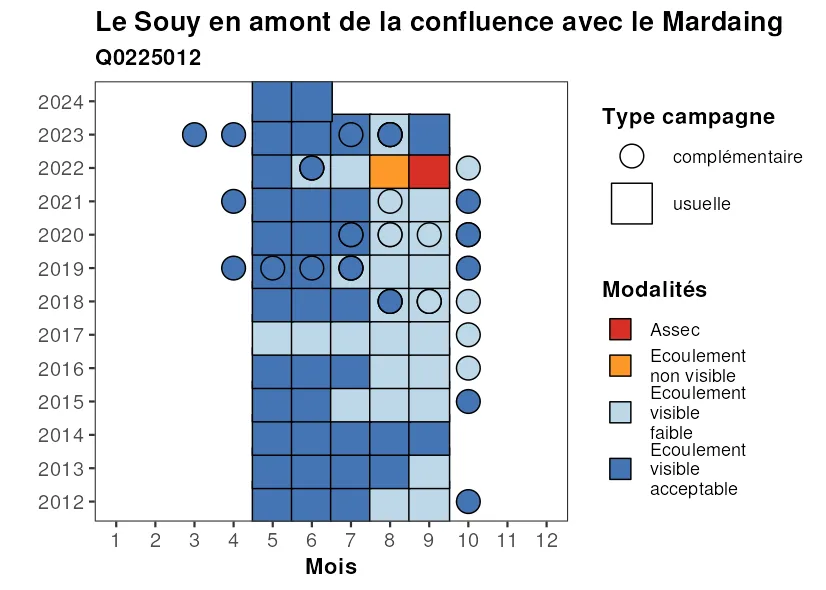 Le Souy en amont de la confluence avec le Mardaing
Q0225012
2024
2023
2022
2021
2020
2019
2018
2017
2016
2015
2014
2013
2012
1 2 3 4 5 6 7 8 9 10 11 12
Mois
Type campagne
complémentaire
usuelle
Modalités
Assec
Ecoulement
non visible
Ecoulement
visible
faible
Ecoulement
visible
acceptable